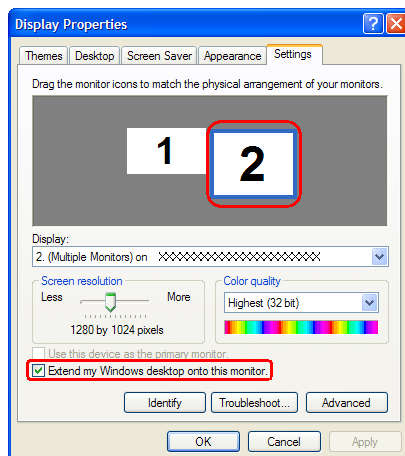 Display Properties
Themes Desktop Screen Saver Appearance Settings
Drag the monitor icons to match the physical arrangement of your monitors.
1 2
Display:
2. (Multiple Monitors) on
Screen resolution
Less More
1280 by 1024 pixels
Color quality
Highest (32 bit)
Use this device as the primary monitor.
Extend my Windows desktop onto this monitor.
Identify Troubleshoot... Advanced
OK Cancel Apply